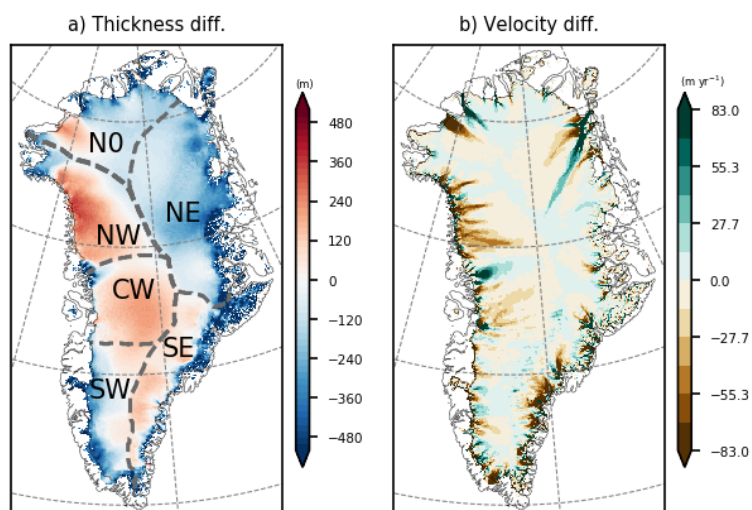 a) Thickness diff.
b) Velocity diff.
(m)
480
360
240
120
0
−120
−240
−360
−480
N0
NE
NW
CW
SE
SW
(m yr⁻¹)
83.0
55.3
27.7
0.0
−27.7
−55.3
−83.0